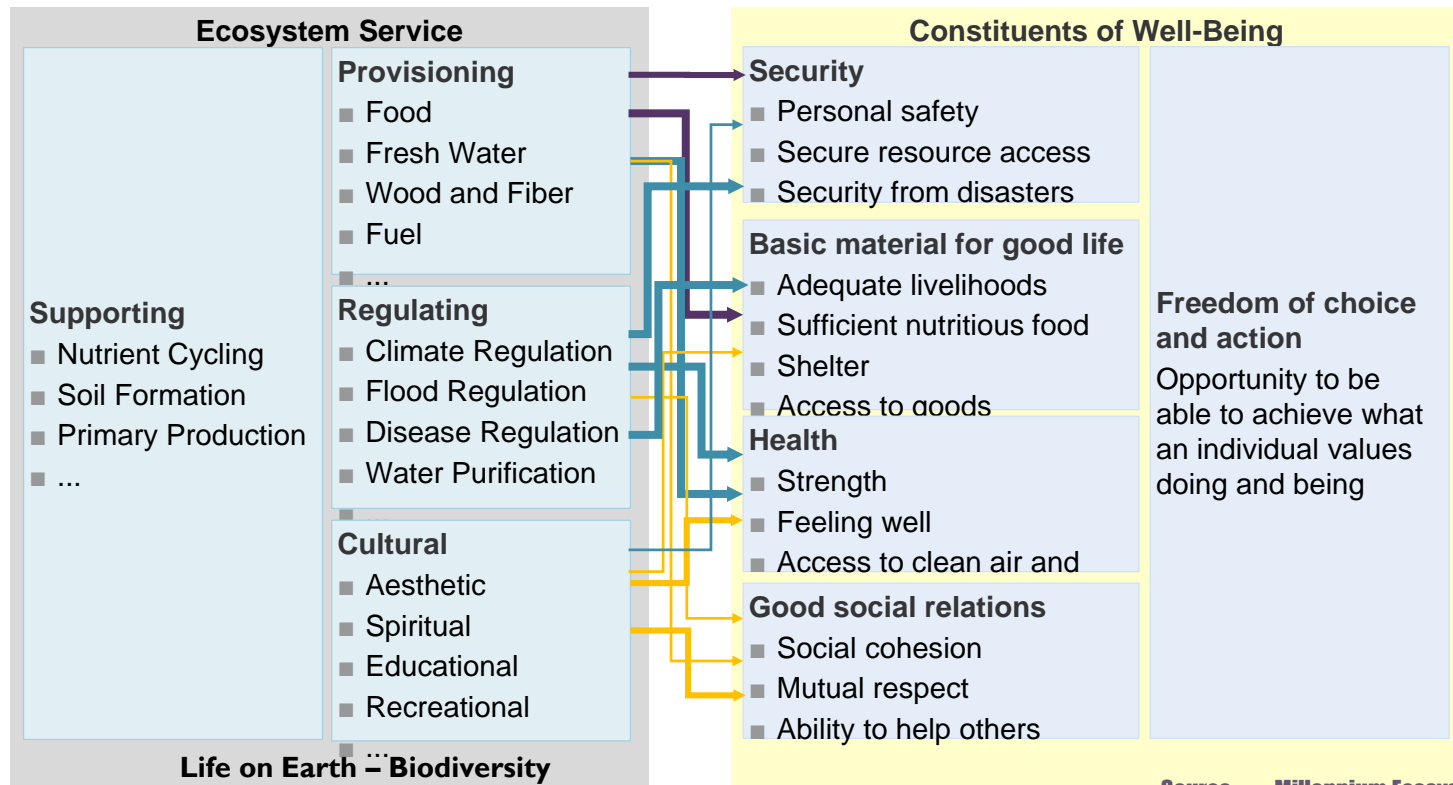 Ecosystem Service
Supporting
■ Nutrient Cycling
■ Soil Formation
■ Primary Production
■ ...
Provisioning
■ Food
■ Fresh Water
■ Wood and Fiber
■ Fuel
■ ...
Regulating
■ Climate Regulation
■ Flood Regulation
■ Disease Regulation
■ Water Purification
■ ...
Cultural
■ Aesthetic
■ Spiritual
■ Educational
■ Recreational
■ ...
Life on Earth – Biodiversity
Constituents of Well-Being
Security
■ Personal safety
■ Secure resource access
■ Security from disasters
Basic material for good life
■ Adequate livelihoods
■ Sufficient nutritious food
■ Shelter
■ Access to goods
Health
■ Strength
■ Feeling well
■ Access to clean air and
Good social relations
■ Social cohesion
■ Mutual respect
■ Ability to help others
Freedom of choice
and action
Opportunity to be
able to achieve what
an individual values
doing and being
Source Millennium